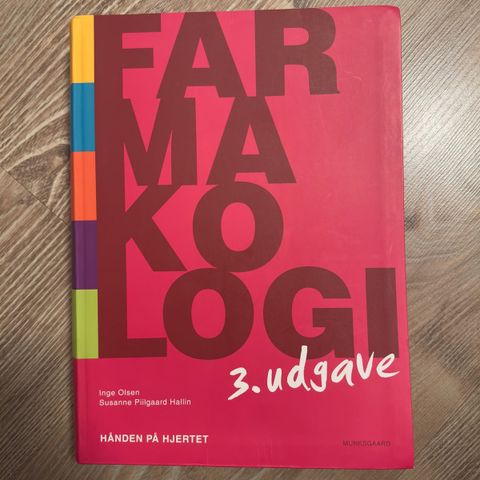 FAR
MA
KO
LOGI
3. udgave
Inge Olsen
Susanne Piilgaard Hallin
HÅNDEN PÅ HJERTET
MUNKSGAARD